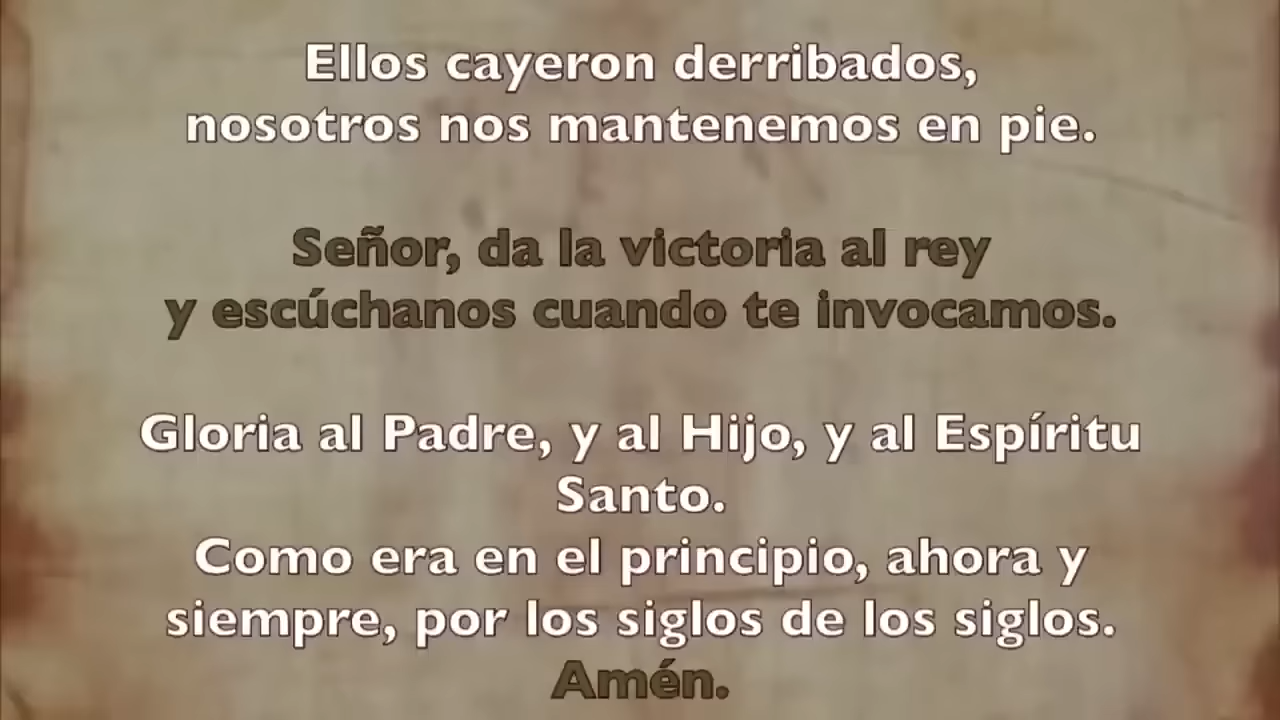 Ellos cayeron derribados,
nosotros nos mantenemos en pie.
Señor, da la victoria al rey
y escúchanos cuando te invocamos.
Gloria al Padre, y al Hijo, y al Espíritu
Santo.
Como era en el principio, ahora y
siempre, por los siglos de los siglos.
Amén.